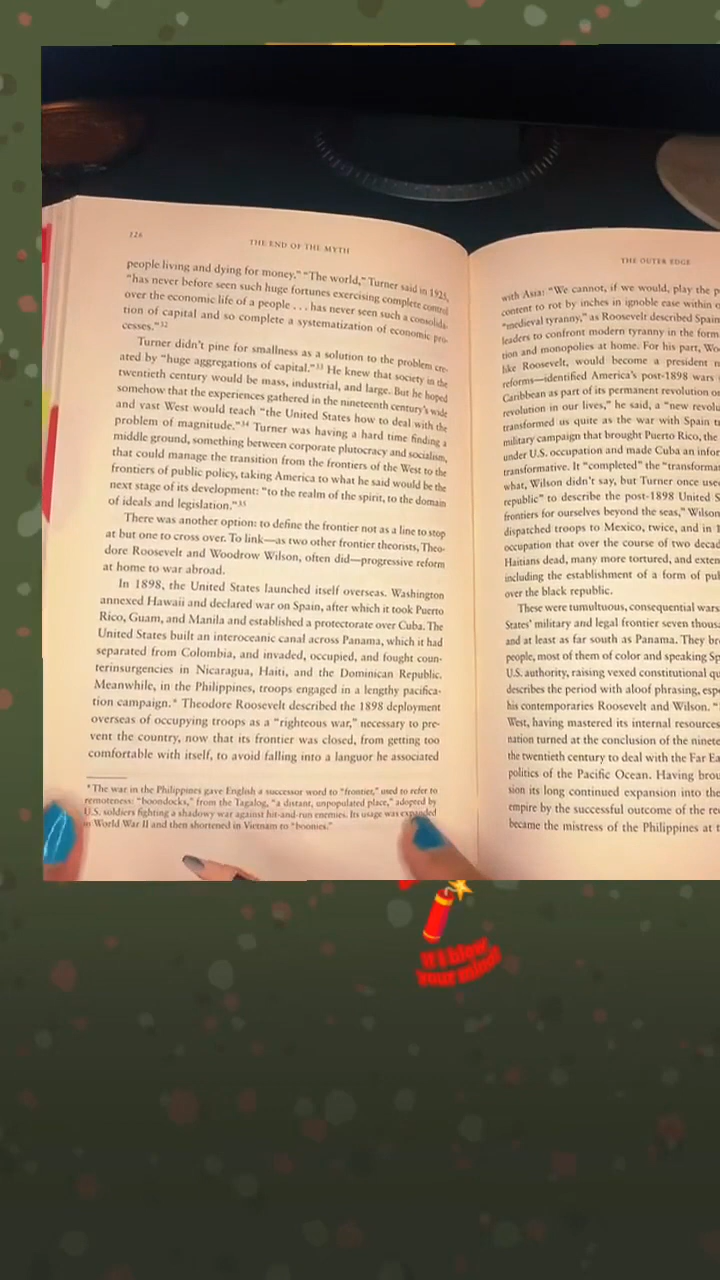 126
THE END OF THE MYTH
people living and dying for money." "The world," Turner said in 1925,
"has never before seen such huge fortunes exercising complete control
over the economic life of a people . . . has never seen such a consolida-
tion of capital and so complete a systematization of economic pro-
cesses."32
Turner didn't pine for smallness as a solution to the problem cre-
ated by "huge aggregations of capital."33 He knew that society in the
twentieth century would be mass, industrial, and large. But he hoped
somehow that the experiences gathered in the nineteenth century's wide
and vast West would teach "the United States how to deal with the
problem of magnitude."34 Turner was having a hard time finding a
middle ground, something between corporate plutocracy and socialism,
that could manage the transition from the frontiers of the West to the
frontiers of public policy, taking America to what he said would be the
next stage of its development: "to the realm of the spirit, to the domain
of ideals and legislation."35
There was another option: to define the frontier not as a line to stop
at but one to cross over. To link—as two other frontier theorists, Theo-
dore Roosevelt and Woodrow Wilson, often did—progressive reform
at home to war abroad.
In 1898, the United States launched itself overseas. Washington
annexed Hawaii and declared war on Spain, after which it took Puerto
Rico, Guam, and Manila and established a protectorate over Cuba. The
United States built an interoceanic canal across Panama, which it had
separated from Colombia, and invaded, occupied, and fought coun-
terinsurgencies in Nicaragua, Haiti, and the Dominican Republic.
Meanwhile, in the Philippines, troops engaged in a lengthy pacifica-
tion campaign.* Theodore Roosevelt described the 1898 deployment
overseas of occupying troops as a "righteous war," necessary to pre-
vent the country, now that its frontier was closed, from getting too
comfortable with itself, to avoid falling into a languor he associated
*The war in the Philippines gave English a successor word to "frontier," used to refer to
remoteness: "boondocks," from the Tagalog, "a distant, unpopulated place," adopted by
U.S. soldiers fighting a shadowy war against hit-and-run enemies. Its usage was expanded
in World War II and then shortened in Vietnam to "boonies."
THE OUTER EDGE
with Asia: "We cannot, if we would, play the p
content to rot by inches in ignoble ease within o
"medieval tyranny," as Roosevelt described Spain
leaders to confront modern tyranny in the form
tion and monopolies at home. For his part, Wo
like Roosevelt, would become a president
reforms—identified America's post-1898 wars
Caribbean as part of its permanent revolution o
revolution in our lives," he said, a "new revolu
transformed us quite as the war with Spain tr
military campaign that brought Puerto Rico, the
under U.S. occupation and made Cuba an infor
transformative. It "completed" the "transforma
what, Wilson didn't say, but Turner once used
republic" to describe the post-1898 United S
frontiers for ourselves beyond the seas," Wilson
dispatched troops to Mexico, twice, and in 1
occupation that over the course of two decad
Haitians dead, many more tortured, and exten
including the establishment of a form of pu
over the black republic.
These were tumultuous, consequential wars
States' military and legal frontier seven thous
and at least as far south as Panama. They br
people, most of them of color and speaking Sp
U.S. authority, raising vexed constitutional qu
describes the period with aloof phrasing, esp
his contemporaries Roosevelt and Wilson. "
West, having mastered its internal resources
nation turned at the conclusion of the ninete
the twentieth century to deal with the Far Ea
politics of the Pacific Ocean. Having brou
sion its long continued expansion into the
empire by the successful outcome of the re
became the mistress of the Philippines at t
your mind!